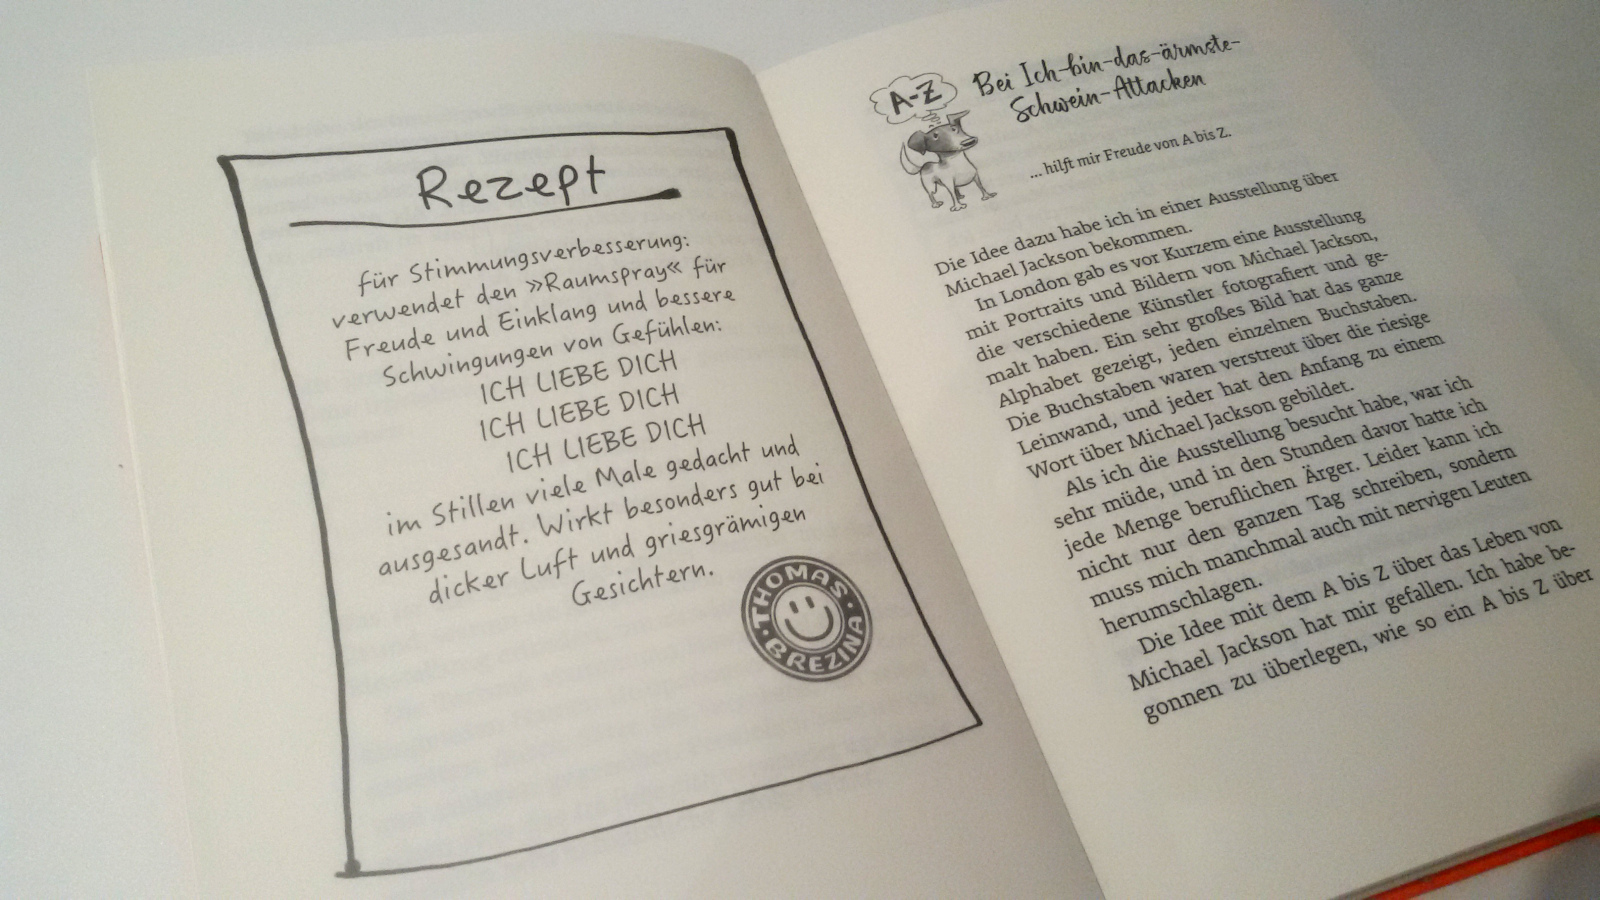 Rezept
für Stimmungsverbesserung:
verwendet den »Raumspray« für
Freude und Einklang und bessere
Schwingungen von Gefühlen:
ICH LIEBE DICH
ICH LIEBE DICH
ICH LIEBE DICH
im Stillen viele Male gedacht und
ausgesandt. Wirkt besonders gut bei
dicker Luft und griesgrämigen
Gesichtern.
THOMAS · BREZINA ·
A-Z
Bei Ich-bin-das-ärmste-
Schwein-Attacken
... hilft mir Freude von A bis Z.
Die Idee dazu habe ich in einer Ausstellung über
Michael Jackson bekommen.
In London gab es vor Kurzem eine Ausstellung
mit Portraits und Bildern von Michael Jackson,
die verschiedene Künstler fotografiert und ge-
malt haben. Ein sehr großes Bild hat das ganze
Alphabet gezeigt, jeden einzelnen Buchstaben.
Die Buchstaben waren verstreut über die riesige
Leinwand, und jeder hat den Anfang zu einem
Wort über Michael Jackson gebildet.
Als ich die Ausstellung besucht habe, war ich
sehr müde, und in den Stunden davor hatte ich
jede Menge beruflichen Ärger. Leider kann ich
nicht nur den ganzen Tag schreiben, sondern
muss mich manchmal auch mit nervigen Leuten
herumschlagen.
Die Idee mit dem A bis Z über das Leben von
Michael Jackson hat mir gefallen. Ich habe be-
gonnen zu überlegen, wie so ein A bis Z über